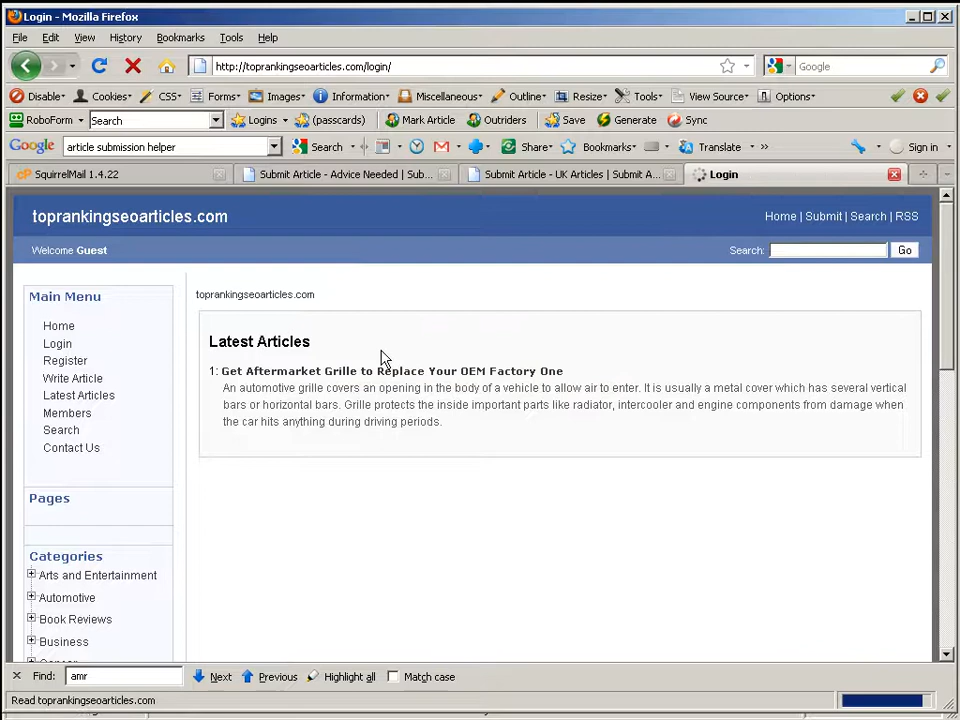 Login - Mozilla Firefox
File Edit View History Bookmarks Tools Help
http://toprankingseoarticles.com/login/ Google
Disable Cookies CSS Forms Images Information Miscellaneous Outline Resize Tools View Source Options
RoboForm Search Logins (passcards) Mark Article Outriders Save Generate Sync
Google article submission helper Search Share Bookmarks Translate » Sign in
SquirrelMail 1.4.22 Submit Article - Advice Needed | Sub... Submit Article - UK Articles | Submit A... Login
toprankingseoarticles.com Home | Submit | Search | RSS
Welcome Guest Search: Go
Main Menu
Home
Login
Register
Write Article
Latest Articles
Members
Search
Contact Us
Pages
Categories
Arts and Entertainment
Automotive
Book Reviews
Business
toprankingseoarticles.com
Latest Articles
1: Get Aftermarket Grille to Replace Your OEM Factory One
An automotive grille covers an opening in the body of a vehicle to allow air to enter. It is usually a metal cover which has several vertical
bars or horizontal bars. Grille protects the inside important parts like radiator, intercooler and engine components from damage when
the car hits anything during driving periods.
Find: amr Next Previous Highlight all Match case
Read toprankingseoarticles.com